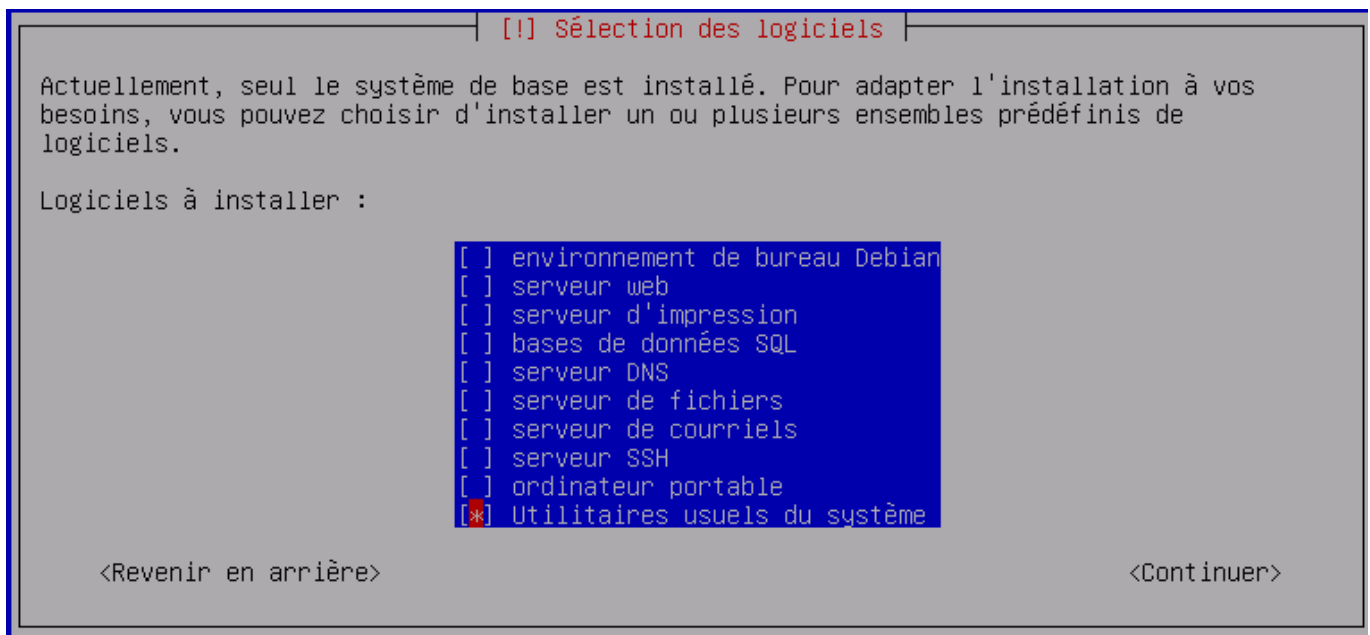 [!] Sélection des logiciels
Actuellement, seul le système de base est installé. Pour adapter l'installation à vos
besoins, vous pouvez choisir d'installer un ou plusieurs ensembles prédéfinis de
logiciels.
Logiciels à installer :
[ ] environnement de bureau Debian
[ ] serveur web
[ ] serveur d'impression
[ ] bases de données SQL
[ ] serveur DNS
[ ] serveur de fichiers
[ ] serveur de courriels
[ ] serveur SSH
[ ] ordinateur portable
[*] Utilitaires usuels du système
<Revenir en arrière> <Continuer>